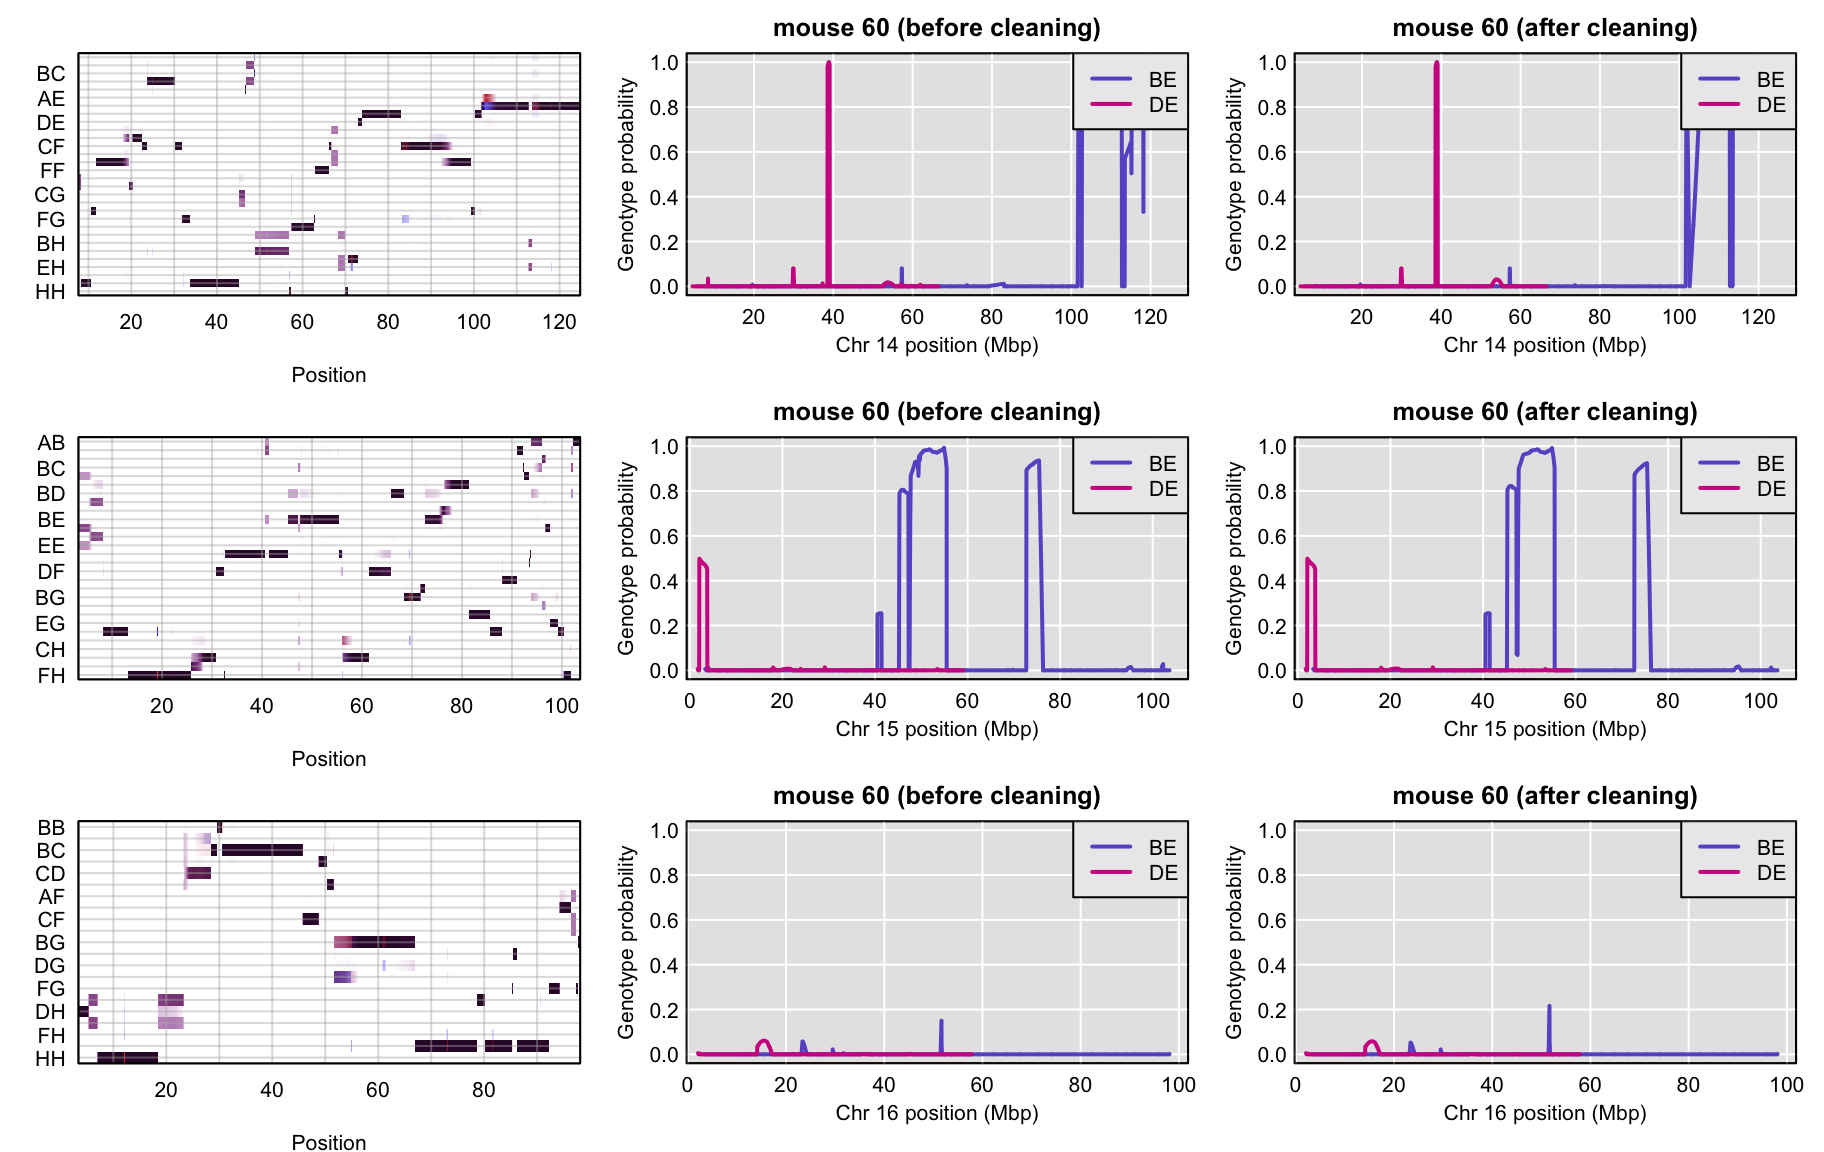 mouse 60 (before cleaning)
mouse 60 (after cleaning)
BC
AE
DE
CF
FF
CG
FG
BH
EH
HH
20 40 60 80 100 120
Position
Genotype probability
1.0
0.8
0.6
0.4
0.2
0.0
BE
DE
20 40 60 80 100 120
Chr 14 position (Mbp)
Genotype probability
1.0
0.8
0.6
0.4
0.2
0.0
BE
DE
20 40 60 80 100 120
Chr 14 position (Mbp)
mouse 60 (before cleaning)
mouse 60 (after cleaning)
AB
BC
BD
BE
EE
DF
BG
EG
CH
FH
20 40 60 80 100
Position
Genotype probability
1.0
0.8
0.6
0.4
0.2
0.0
BE
DE
0 20 40 60 80 100
Chr 15 position (Mbp)
Genotype probability
1.0
0.8
0.6
0.4
0.2
0.0
BE
DE
0 20 40 60 80 100
Chr 15 position (Mbp)
mouse 60 (before cleaning)
mouse 60 (after cleaning)
BB
BC
CD
AF
CF
BG
DG
FG
DH
FH
HH
20 40 60 80
Position
Genotype probability
1.0
0.8
0.6
0.4
0.2
0.0
BE
DE
0 20 40 60 80 100
Chr 16 position (Mbp)
Genotype probability
1.0
0.8
0.6
0.4
0.2
0.0
BE
DE
0 20 40 60 80 100
Chr 16 position (Mbp)